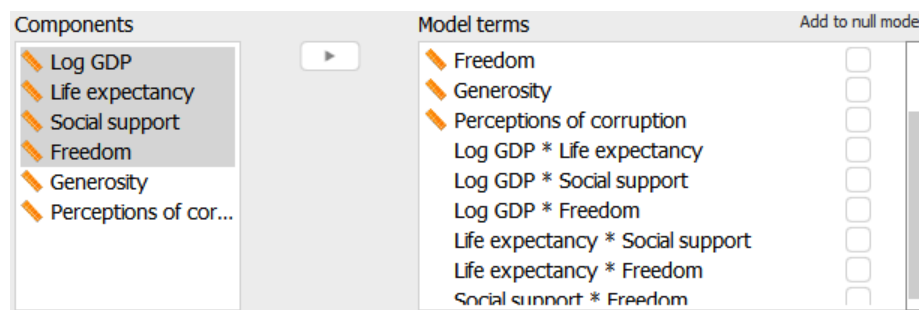 Components
Log GDP
Life expectancy
Social support
Freedom
Generosity
Perceptions of cor...
Model terms
Add to null mode
Freedom
Generosity
Perceptions of corruption
Log GDP * Life expectancy
Log GDP * Social support
Log GDP * Freedom
Life expectancy * Social support
Life expectancy * Freedom
Social support * Freedom